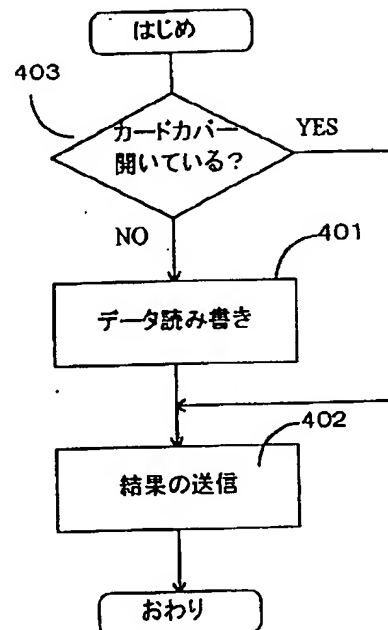 はじめ
403
カードカバー
開いている?
YES
NO
401
データ読み書き
402
結果の送信
おわり